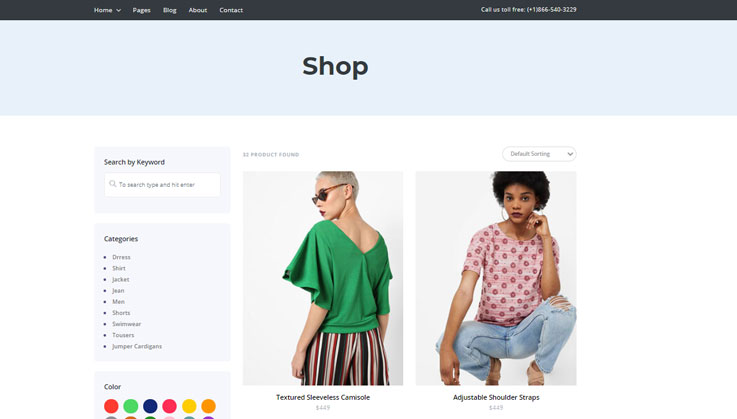 Home Pages Blog About Contact
Call us toll free: (+1)866-540-3229
Shop
Search by Keyword
To search type and hit enter
Categories
Drress
Shirt
Jacket
Jean
Men
Shorts
Swimwear
Tousers
Jumper Cardigans
Color
52 PRODUCT FOUND
Default Sorting
Textured Sleeveless Camisole
$449
Adjustable Shoulder Straps
$449